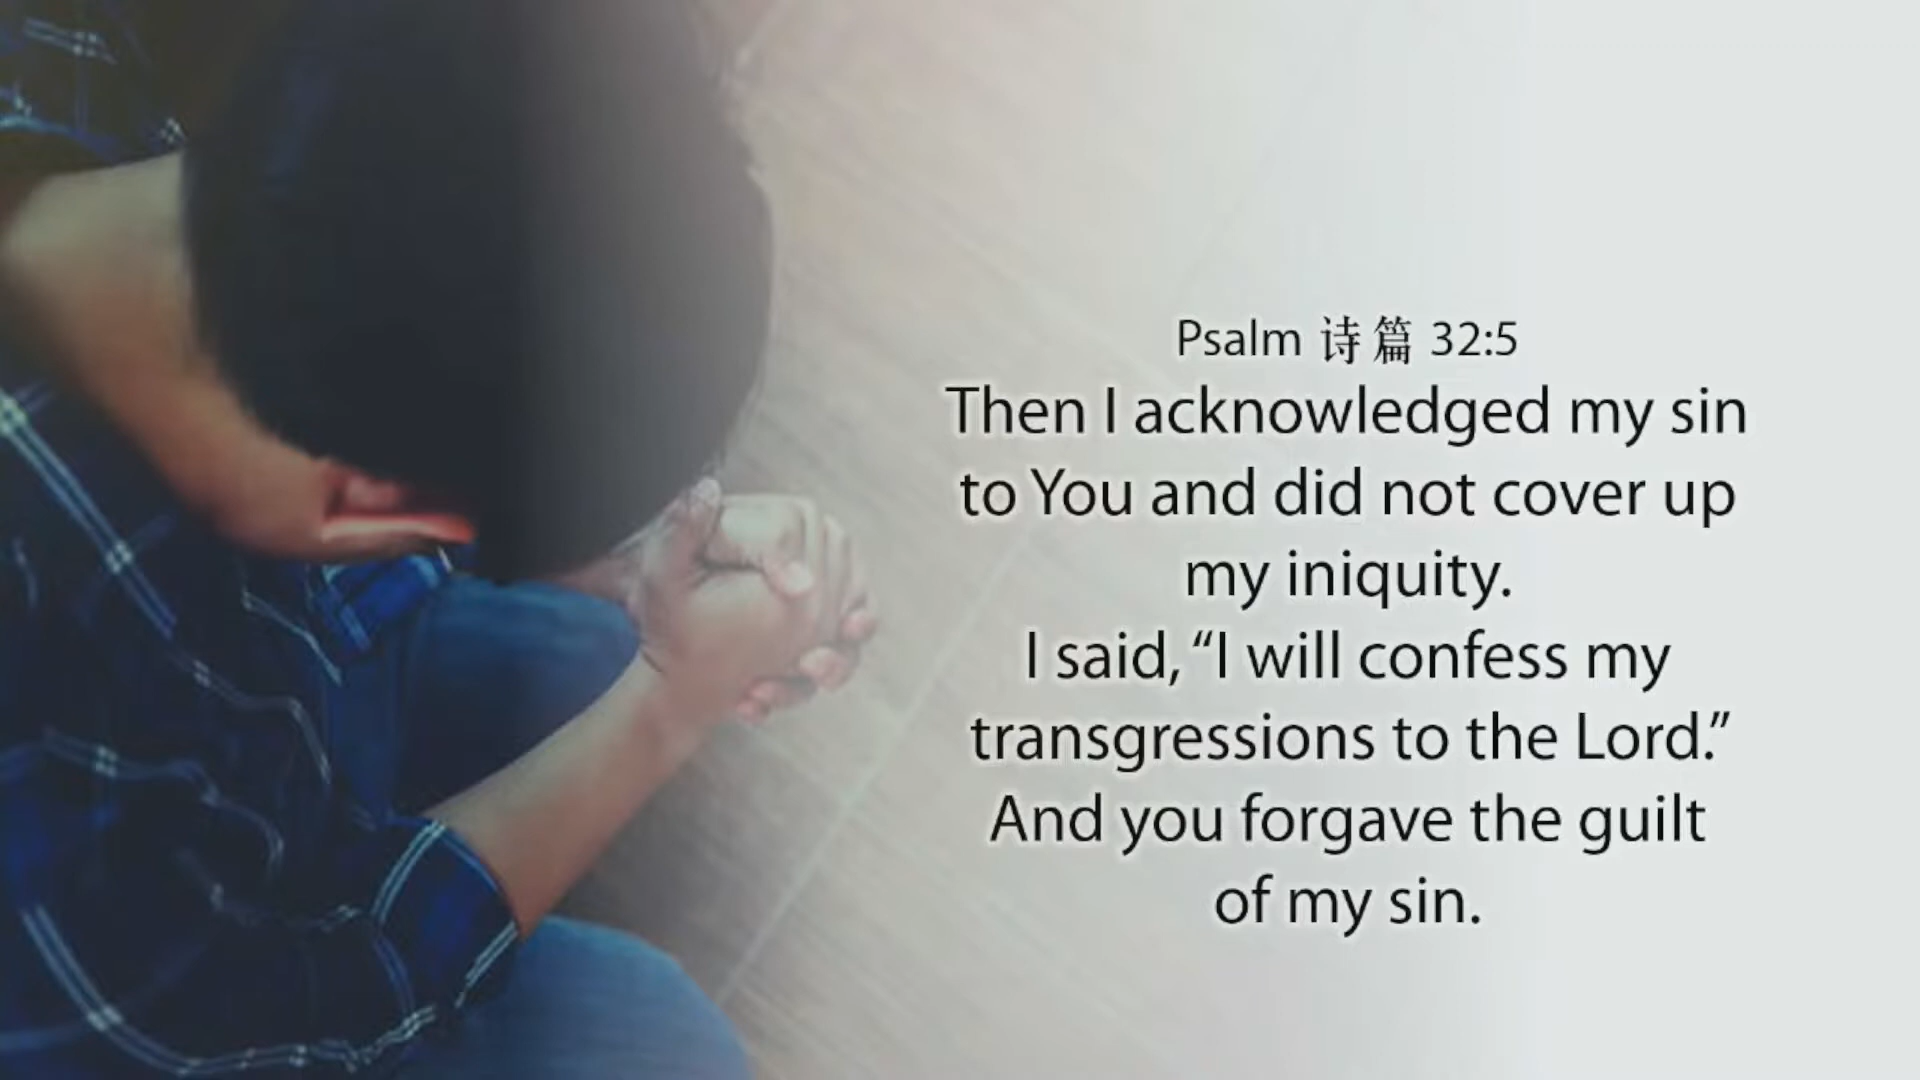 Psalm 诗篇 32:5
Then I acknowledged my sin
to You and did not cover up
my iniquity.
I said, “I will confess my
transgressions to the Lord.”
And you forgave the guilt
of my sin.